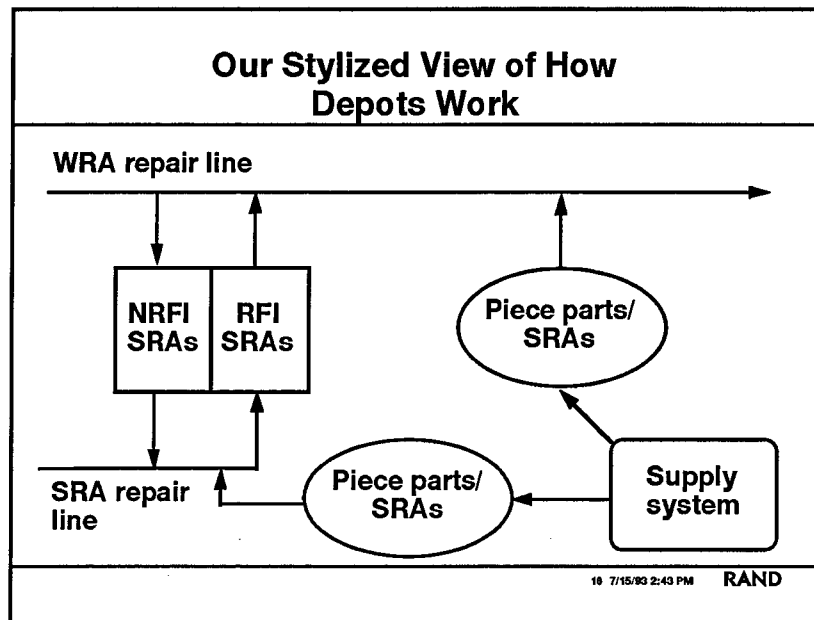 Our Stylized View of How
Depots Work
WRA repair line
NRFI
SRAs
RFI
SRAs
Piece parts/
SRAs
SRA repair
line
Piece parts/
SRAs
Supply
system
16 7/15/93 2:43 PM RAND